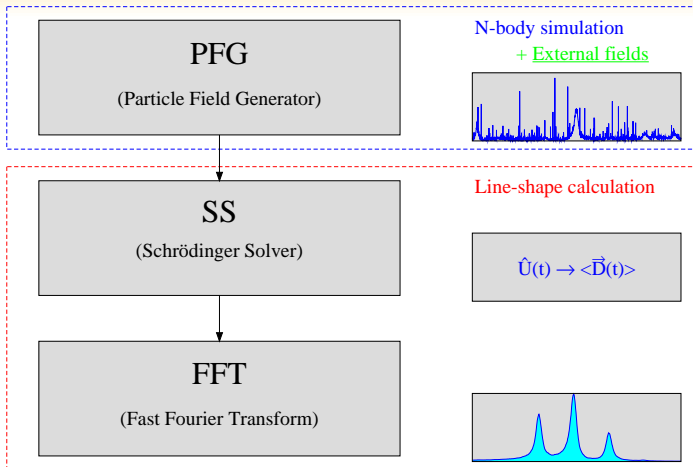 PFG
(Particle Field Generator)
N-body simulation
+ External fields
SS
(Schrödinger Solver)
Line-shape calculation
Û(t) → <D⃗(t)>
FFT
(Fast Fourier Transform)